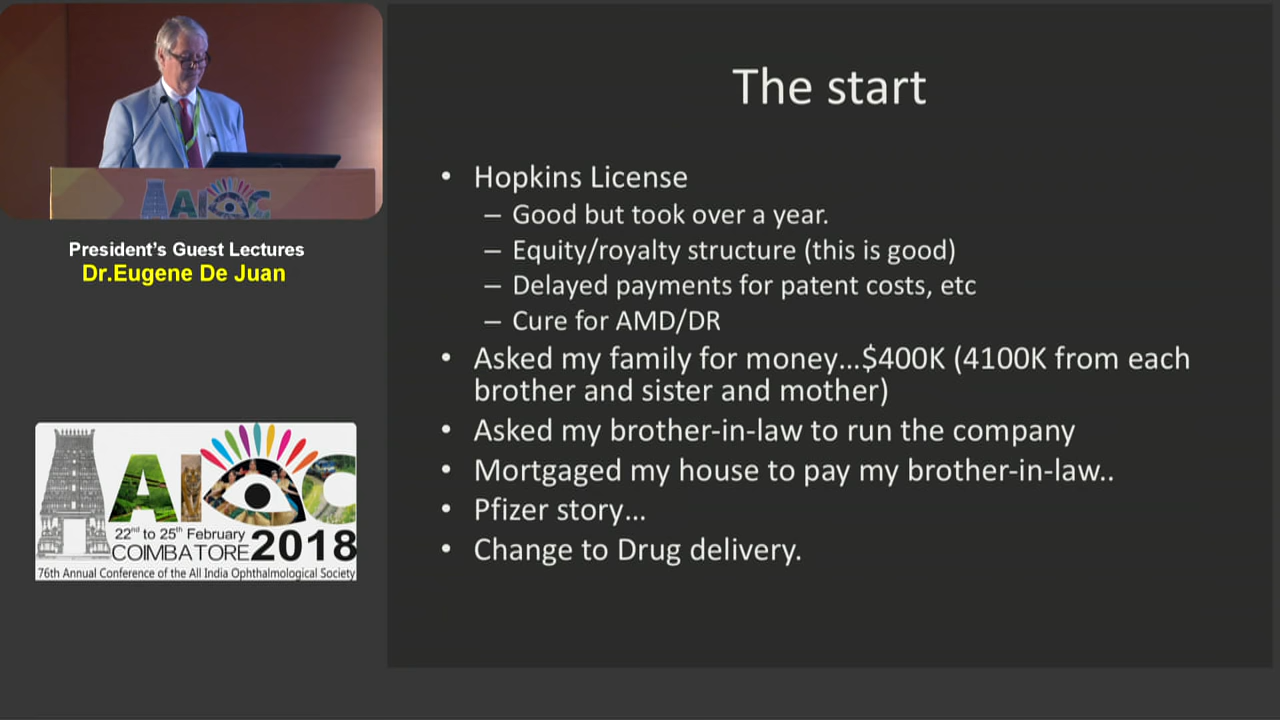 AIOC
President's Guest Lectures
Dr.Eugene De Juan
AIOC
22nd to 25th February
COIMBATORE 2018
76th Annual Conference of the All India Ophthalmological Society
The start
• Hopkins License
– Good but took over a year.
– Equity/royalty structure (this is good)
– Delayed payments for patent costs, etc
– Cure for AMD/DR
• Asked my family for money...$400K (4100K from each
brother and sister and mother)
• Asked my brother-in-law to run the company
• Mortgaged my house to pay my brother-in-law..
• Pfizer story...
• Change to Drug delivery.